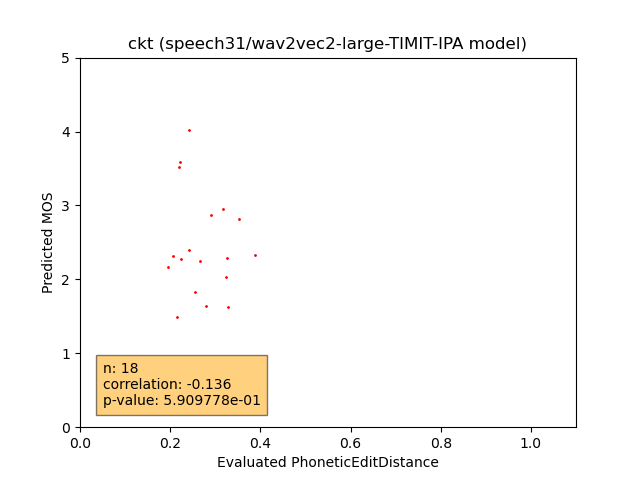 ckt (speech31/wav2vec2-large-TIMIT-IPA model)
5
4
3
2
1
0
Predicted MOS
n: 18
correlation: -0.136
p-value: 5.909778e-01
0.0 0.2 0.4 0.6 0.8 1.0
Evaluated PhoneticEditDistance